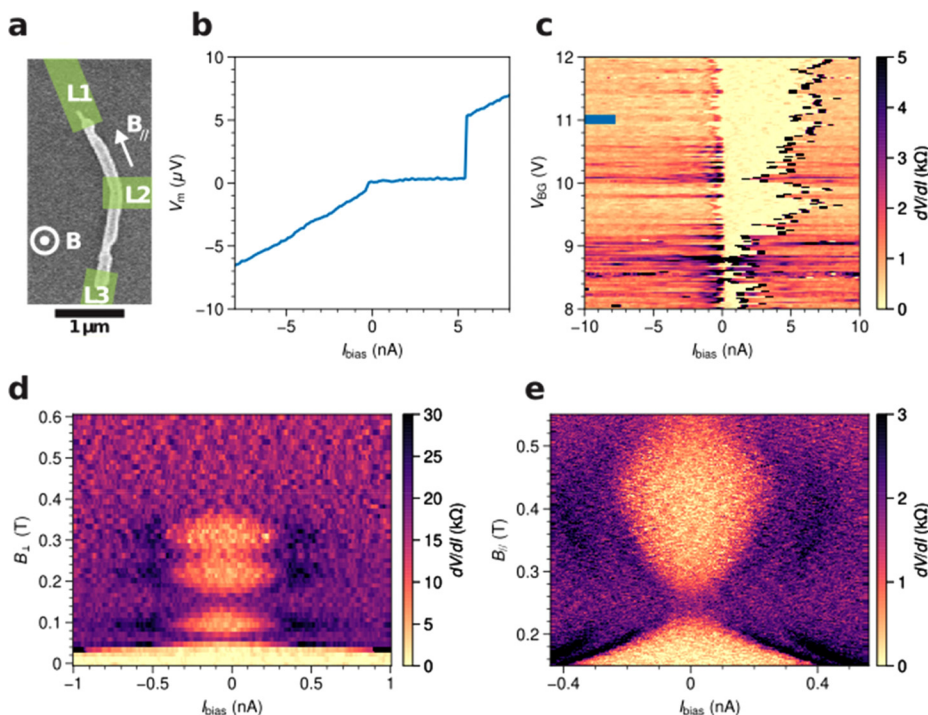 a
L1
B//
L2
B
L3
1 μm
b
Vm (μV)
10
5
0
−5
−10
−5
0
5
Ibias (nA)
c
VBG (V)
12
11
10
9
8
−10
−5
0
5
10
Ibias (nA)
5
4
3
2
1
0
dV/dI (kΩ)
d
B⊥ (T)
0.6
0.5
0.4
0.3
0.2
0.1
0
−1
−0.5
0
0.5
1
Ibias (nA)
30
25
20
15
10
5
0
dV/dI (kΩ)
e
B// (T)
0.5
0.4
0.3
0.2
−0.4
0
0.4
Ibias (nA)
3
2
1
0
dV/dI (kΩ)